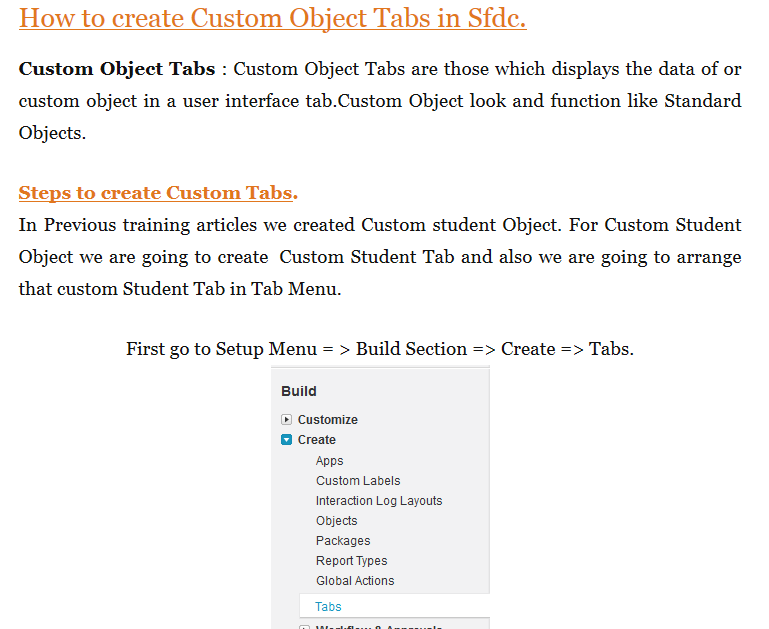 How to create Custom Object Tabs in Sfdc.
Custom Object Tabs : Custom Object Tabs are those which displays the data of or
custom object in a user interface tab.Custom Object look and function like Standard
Objects.
Steps to create Custom Tabs.
In Previous training articles we created Custom student Object. For Custom Student
Object we are going to create  Custom Student Tab and also we are going to arrange
that custom Student Tab in Tab Menu.
First go to Setup Menu = > Build Section => Create => Tabs.
Build
Customize
Create
Apps
Custom Labels
Interaction Log Layouts
Objects
Packages
Report Types
Global Actions
Tabs
Workflow & Approvals